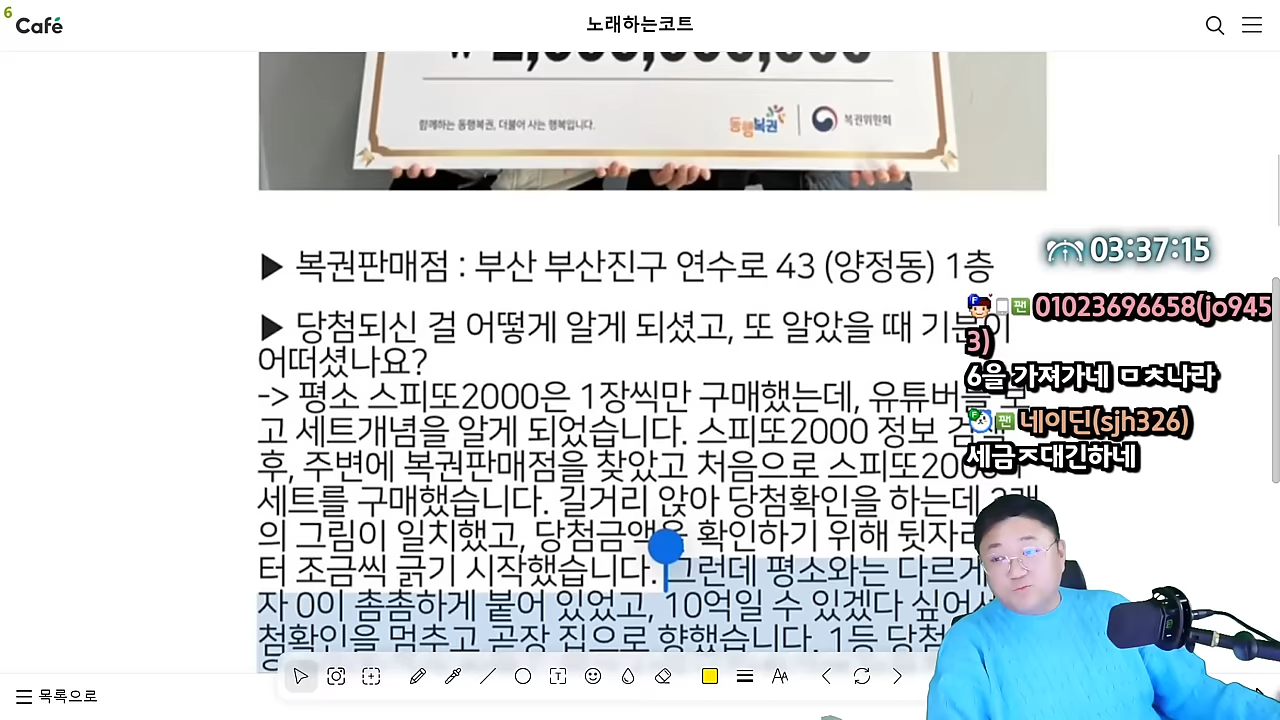 6
Café
노래하는코트
함께하는 동행복권, 더불어 사는 행복입니다.
동행복권
복권위원회
▶ 복권판매점 : 부산 부산진구 연수로 43 (양정동) 1층
03:37:15
▶ 당첨되신 걸 어떻게 알게 되셨고, 또 알았을 때 기분이
어떠셨나요?
-> 평소 스피또2000은 1장씩만 구매했는데, 유튜버를
고 세트개념을 알게 되었습니다. 스피또2000 정보
후, 주변에 복권판매점을 찾았고 처음으로 스피또2000
세트를 구매했습니다. 길거리 앉아 당첨확인을 하는데
의 그림이 일치했고, 당첨금액을 확인하기 위해 뒷자리
터 조금씩 긁기 시작했습니다. 그런데 평소와는 다르게
자 0이 촘촘하게 붙어 있었고, 10억일 수 있겠다 싶어서
첨확인을 멈추고 곧장 집으로 향했습니다. 1등 당첨
01023696658(jo945
3)
6을 가져가네 ㅁㅊ나라
네이딘(sjh326)
세금ㅈ대긴하네
목록으로